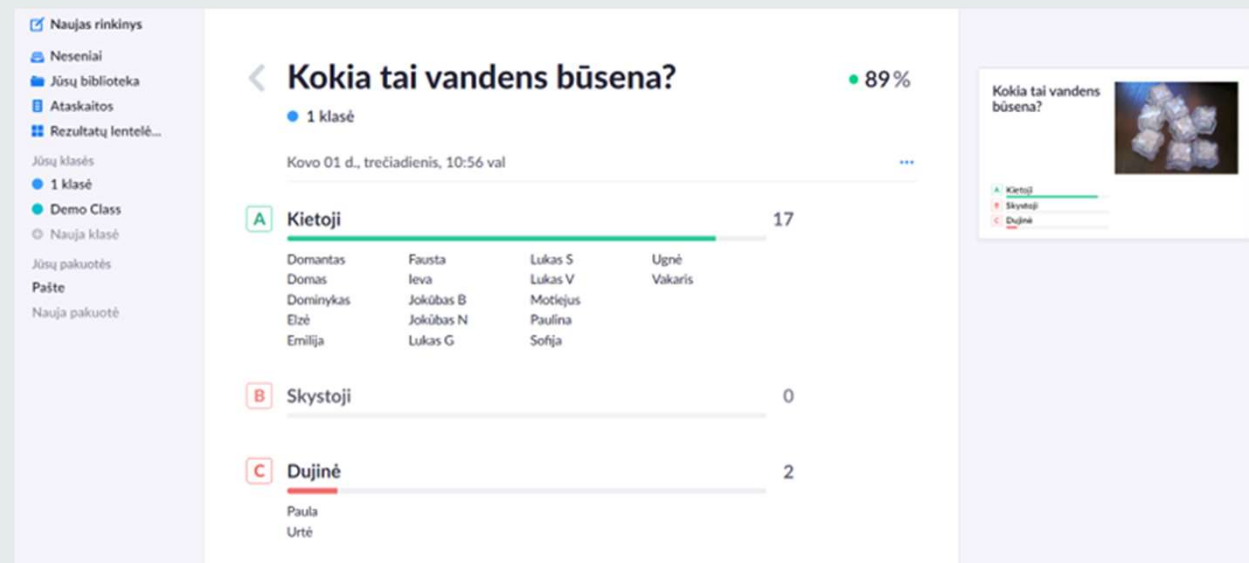 Naujas rinkinys
Neseniai
Jūsų biblioteka
Ataskaitos
Rezultatų lentelė...
Jūsų klasės
1 klasė
Demo Class
Nauja klasė
Jūsų pakuotės
Pašte
Nauja pakuotė
Kokia tai vandens būsena?
89%
1 klasė
Kovo 01 d., trečiadienis, 10:56 val
A Kietoji 17
Domantas Fausta Lukas S Ugnė
Domas Ieva Lukas V Vakaris
Dominykas Jokūbas B Motiejus
Elzė Jokūbas N Paulina
Emilija Lukas G Sofija
B Skystoji 0
C Dujinė 2
Paula
Urtė
Kokia tai vandens
būsena?
A Kietoji
B Skystoji
C Dujinė